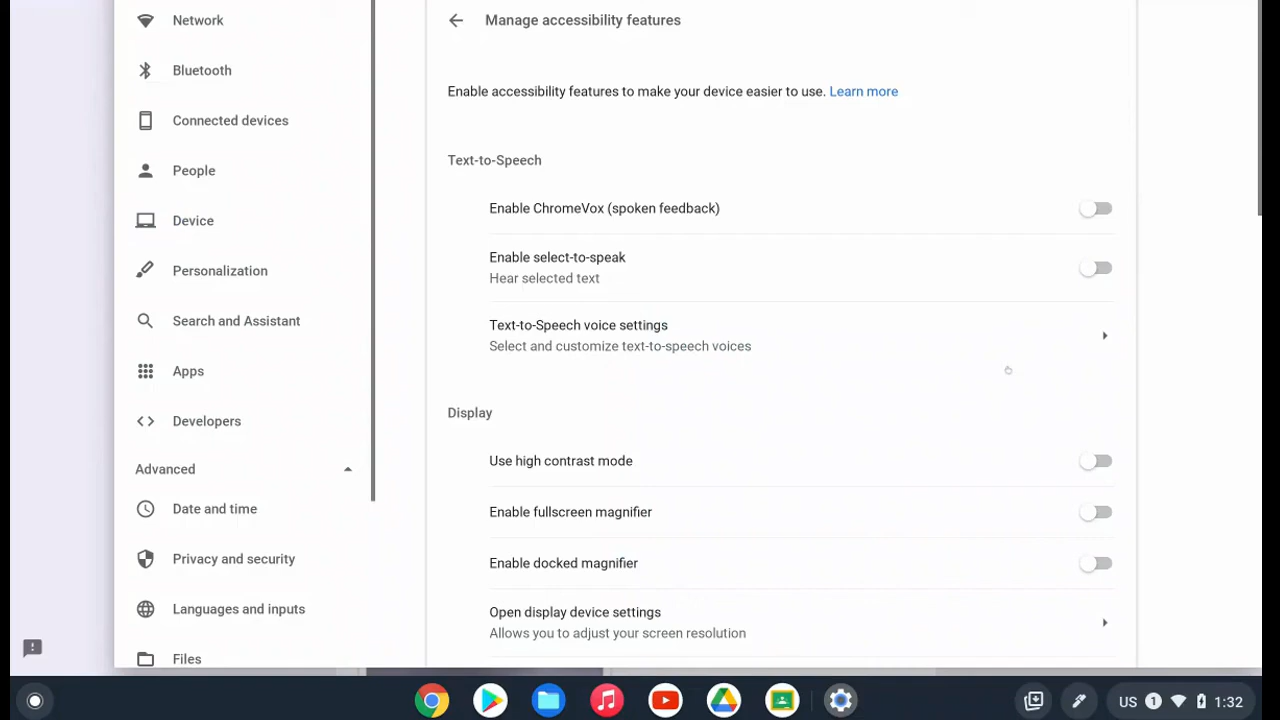 Network
Bluetooth
Connected devices
People
Device
Personalization
Search and Assistant
Apps
Developers
Advanced
Date and time
Privacy and security
Languages and inputs
Files
Manage accessibility features
Enable accessibility features to make your device easier to use. Learn more
Text-to-Speech
Enable ChromeVox (spoken feedback)
Enable select-to-speak
Hear selected text
Text-to-Speech voice settings
Select and customize text-to-speech voices
Display
Use high contrast mode
Enable fullscreen magnifier
Enable docked magnifier
Open display device settings
Allows you to adjust your screen resolution
US 1 1:32